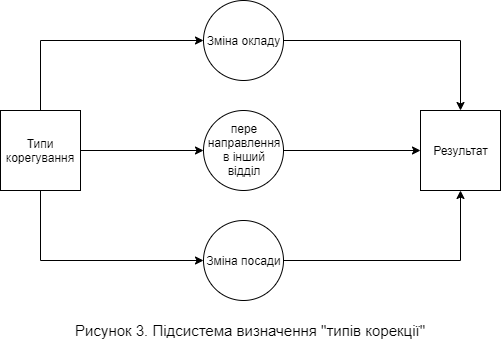 Зміна окладу
Типи
корегування
пере
направлення
в інший
відділ
Результат
Зміна посади
Рисунок 3. Підсистема визначення "типів корекції"